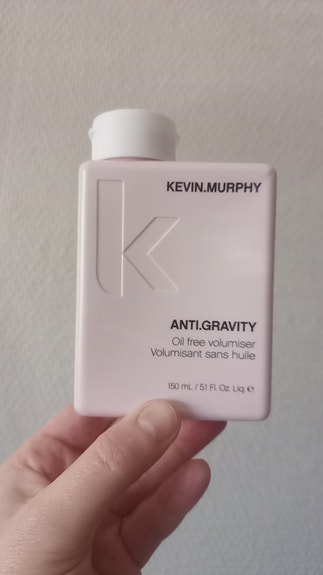 KEVIN.MURPHY
k
ANTI.GRAVITY
Oil free volumiser
Volumisant sans huile
150 mL / 5.1 Fl. Oz. Liq. ℮